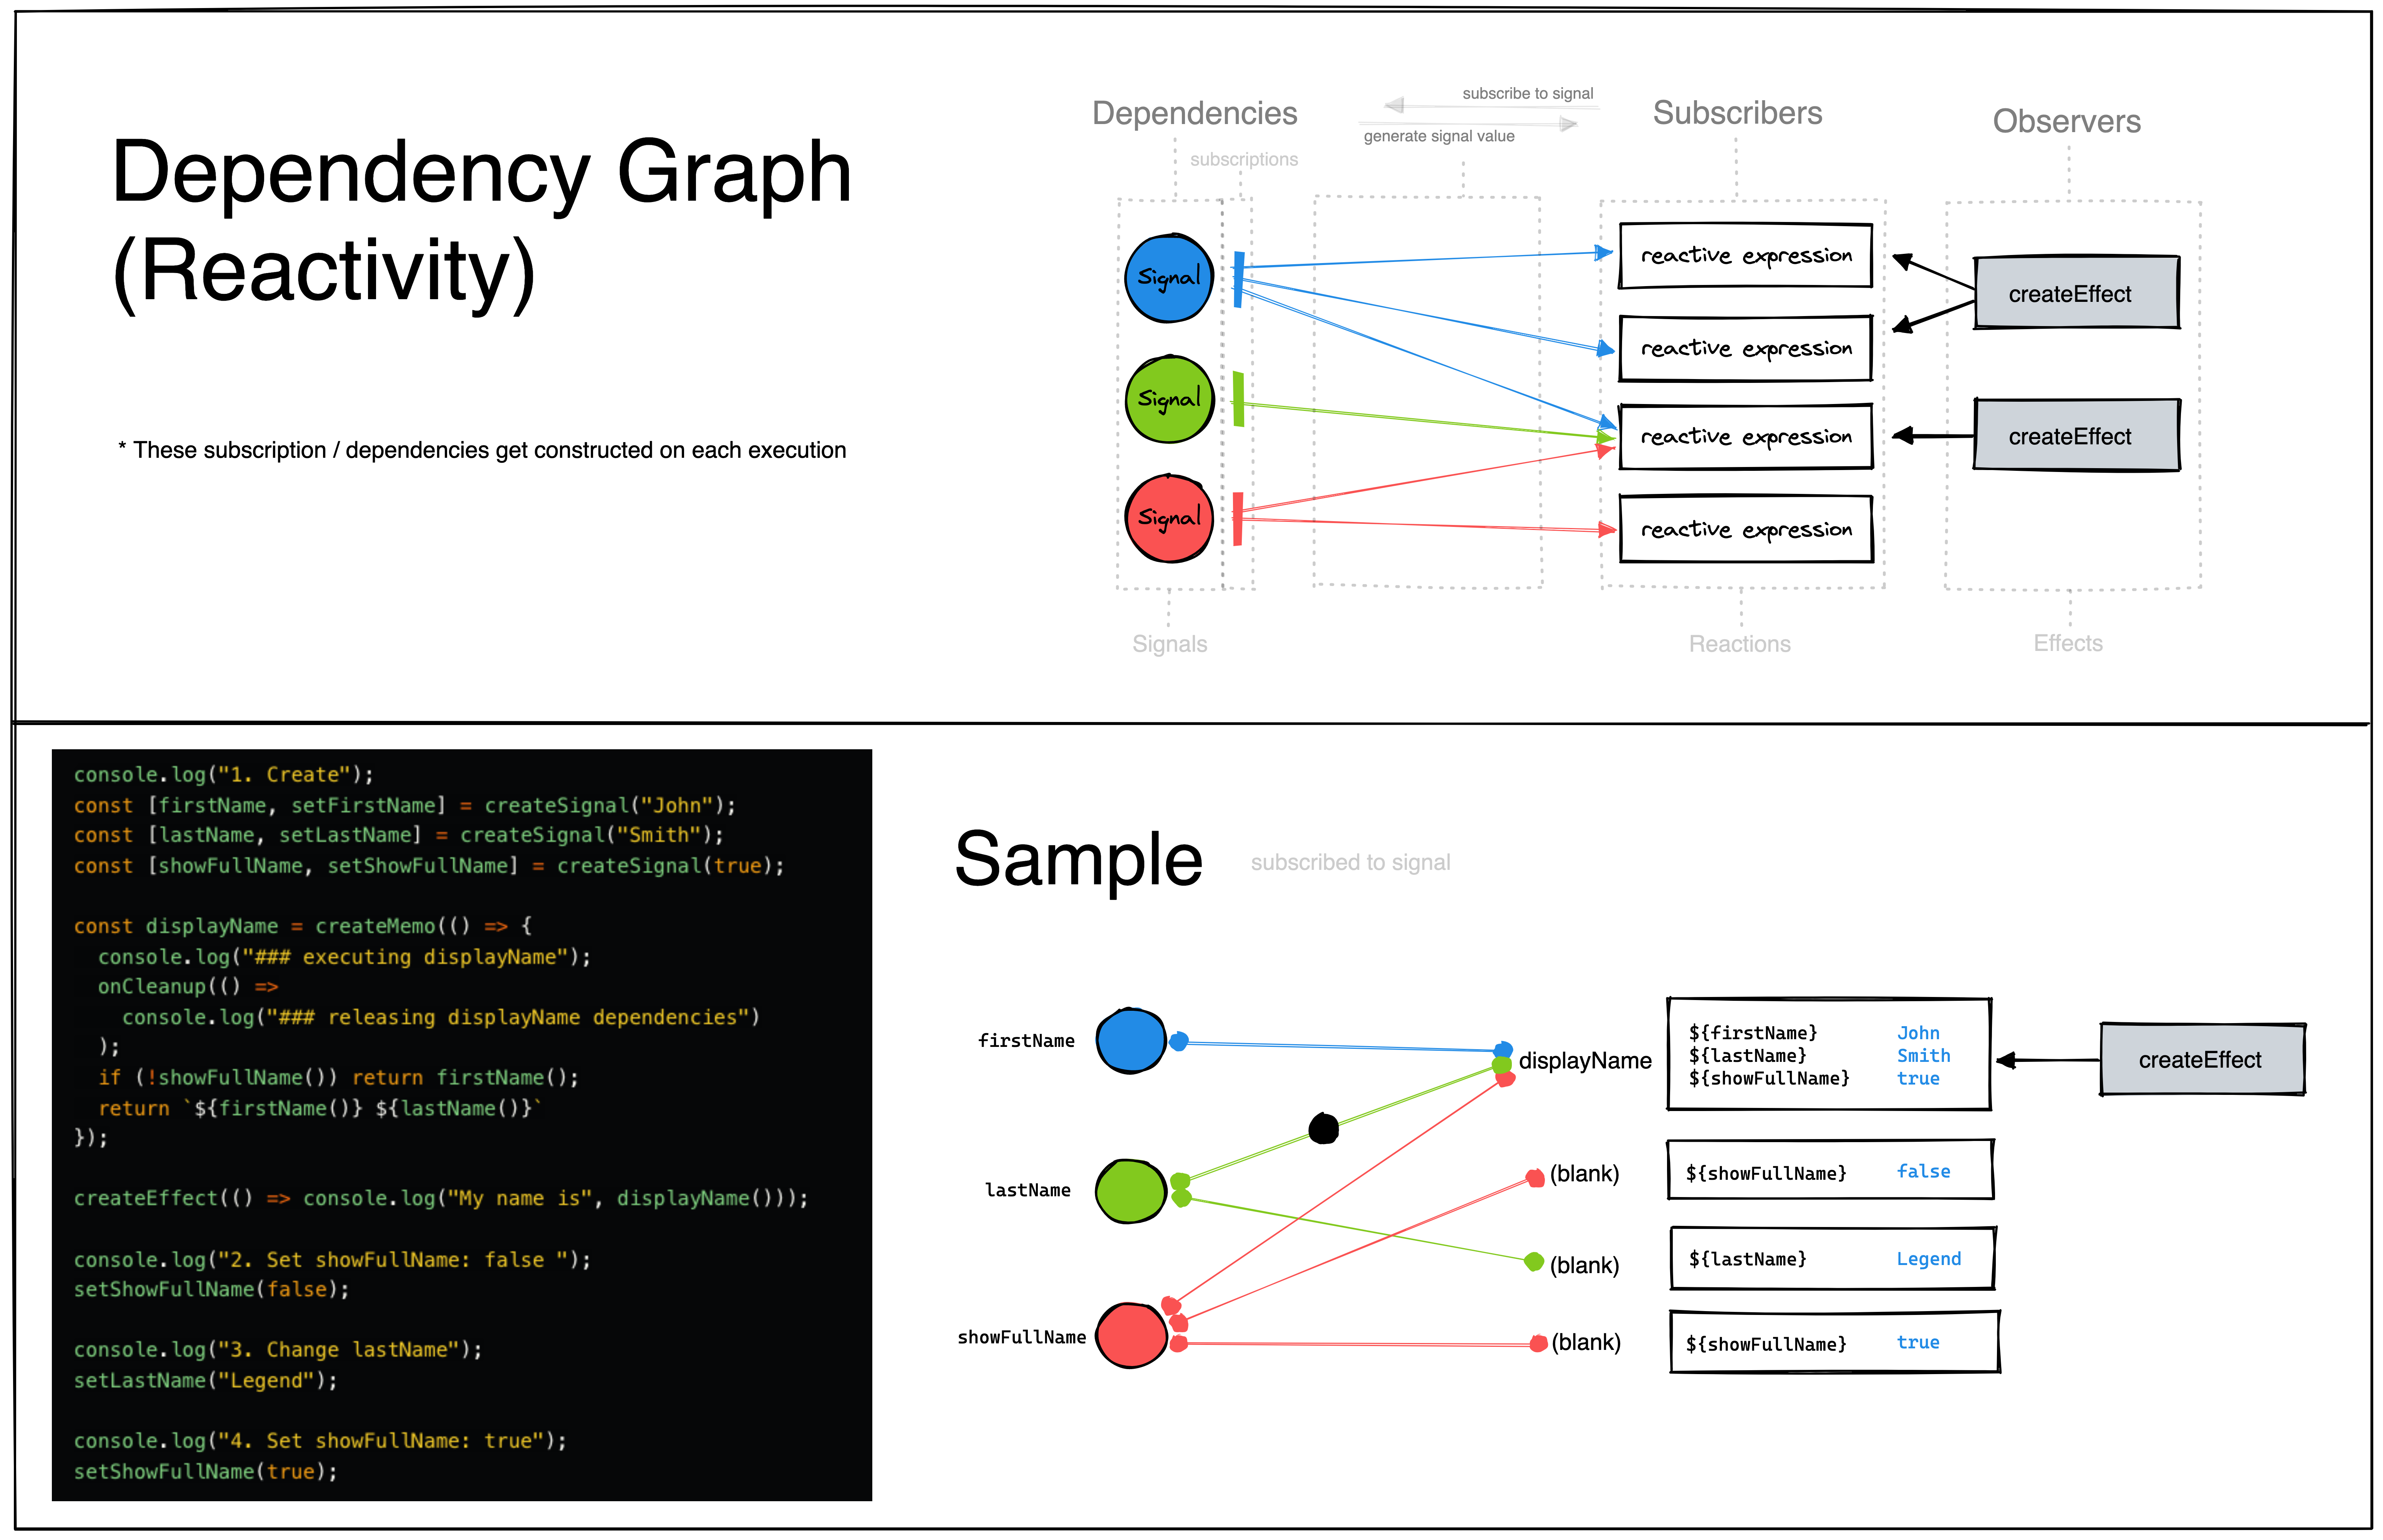 Dependency Graph
(Reactivity)
* These subscription / dependencies get constructed on each execution
Dependencies
subscribe to signal
generate signal value
Subscribers
Observers
subscriptions
Signal
Signal
Signal
reactive expression
reactive expression
reactive expression
reactive expression
createEffect
createEffect
Signals
Reactions
Effects
console.log("1. Create");
const [firstName, setFirstName] = createSignal("John");
const [lastName, setLastName] = createSignal("Smith");
const [showFullName, setShowFullName] = createSignal(true);
const displayName = createMemo(() => {
  console.log("### executing displayName");
  onCleanup(() =>
    console.log("### releasing displayName dependencies")
  );
  if (!showFullName()) return firstName();
  return `${firstName()} ${lastName()}`
});
createEffect(() => console.log("My name is", displayName()));
console.log("2. Set showFullName: false ");
setShowFullName(false);
console.log("3. Change lastName");
setLastName("Legend");
console.log("4. Set showFullName: true");
setShowFullName(true);
Sample
subscribed to signal
firstName
lastName
showFullName
displayName
(blank)
(blank)
(blank)
${firstName} John
${lastName} Smith
${showFullName} true
${showFullName} false
${lastName} Legend
${showFullName} true
createEffect